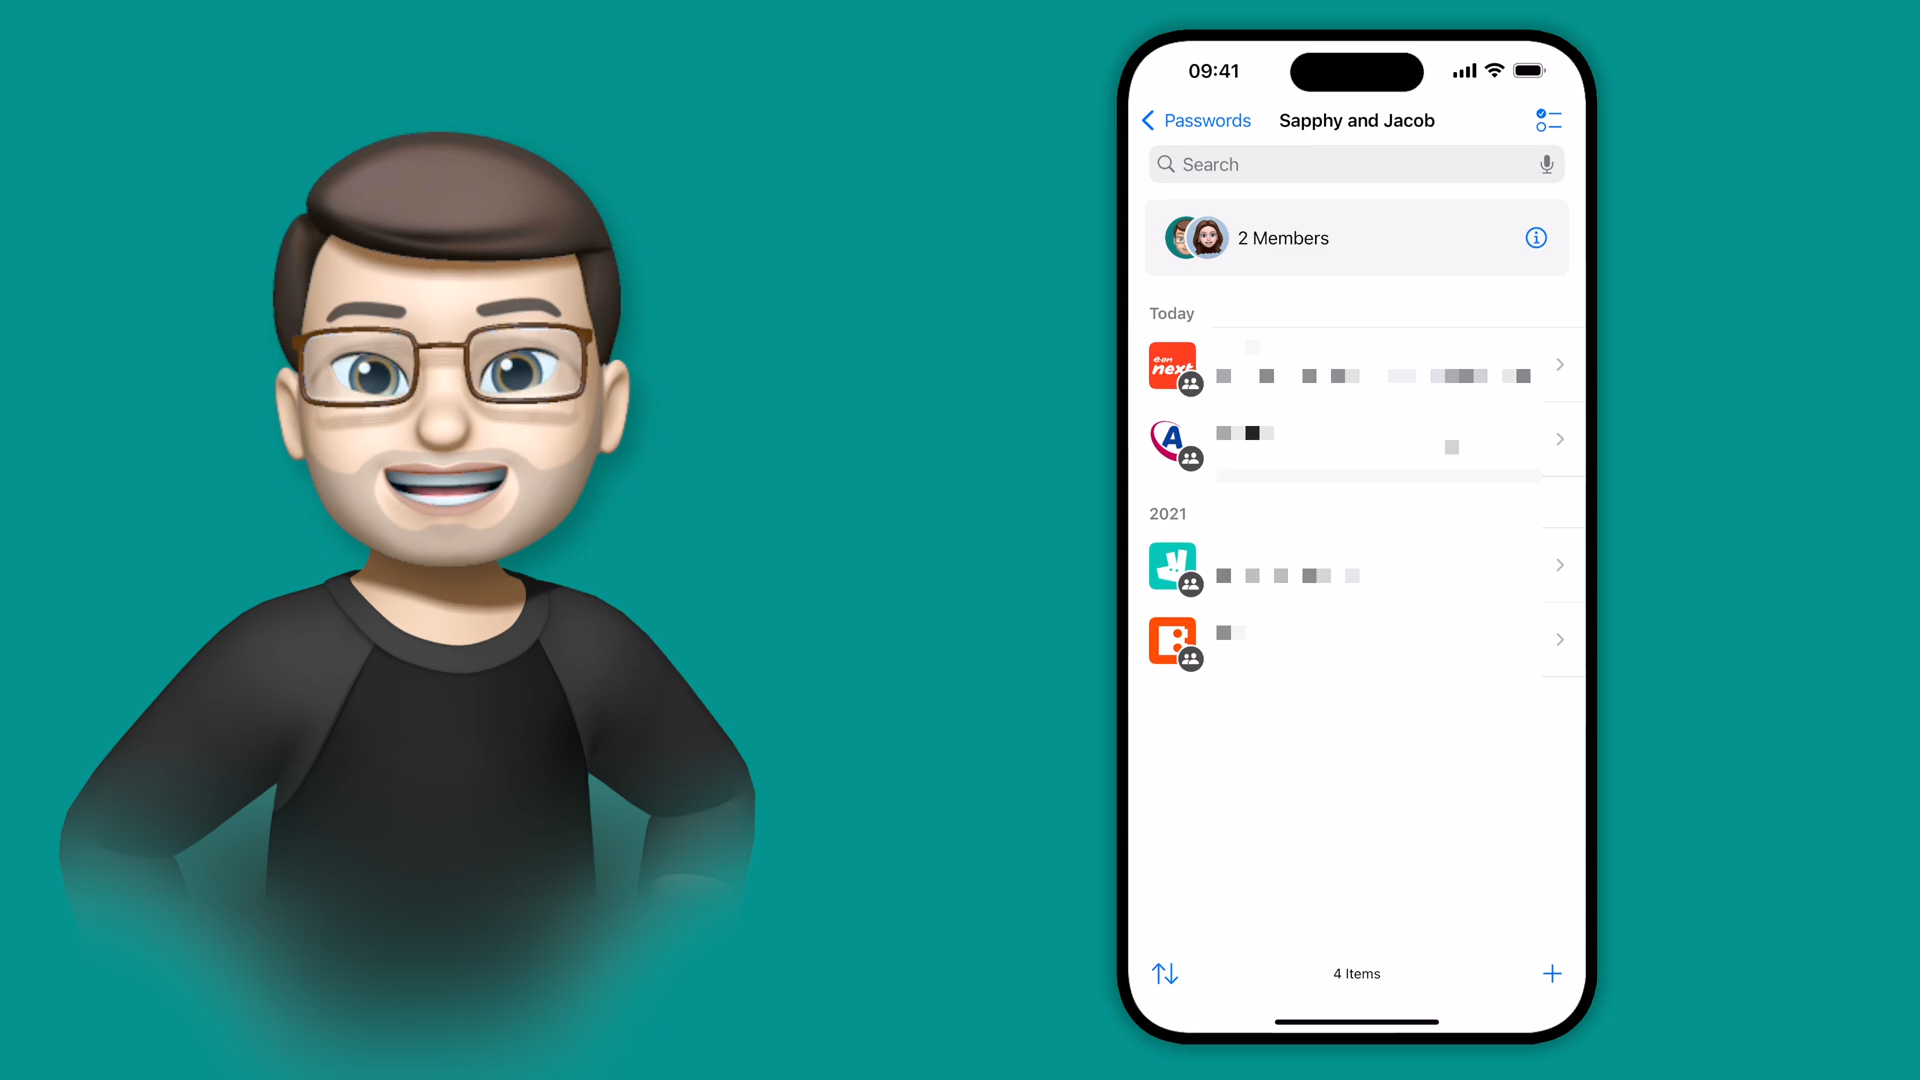 09:41
Passwords
Sapphy and Jacob
Search
2 Members
Today
e·on
next
A
2021
4 Items